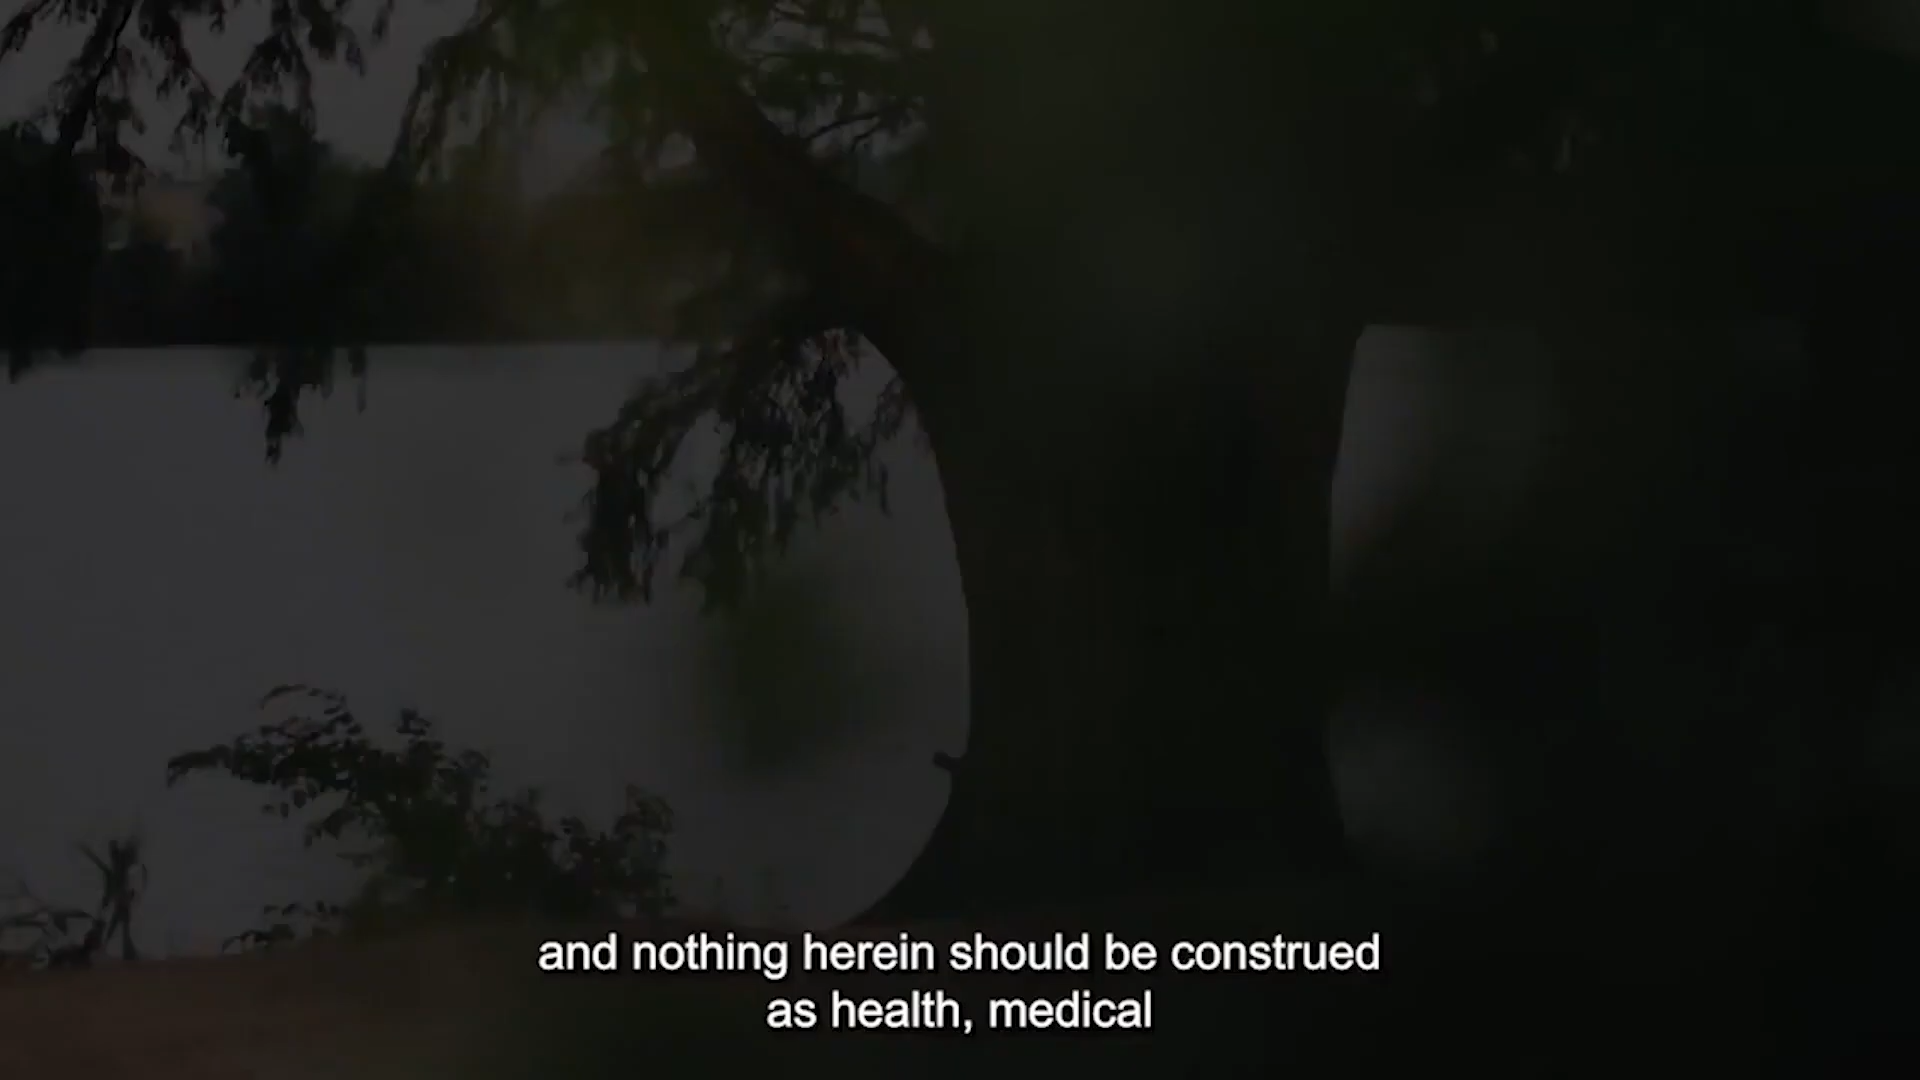 and nothing herein should be construed
as health, medical